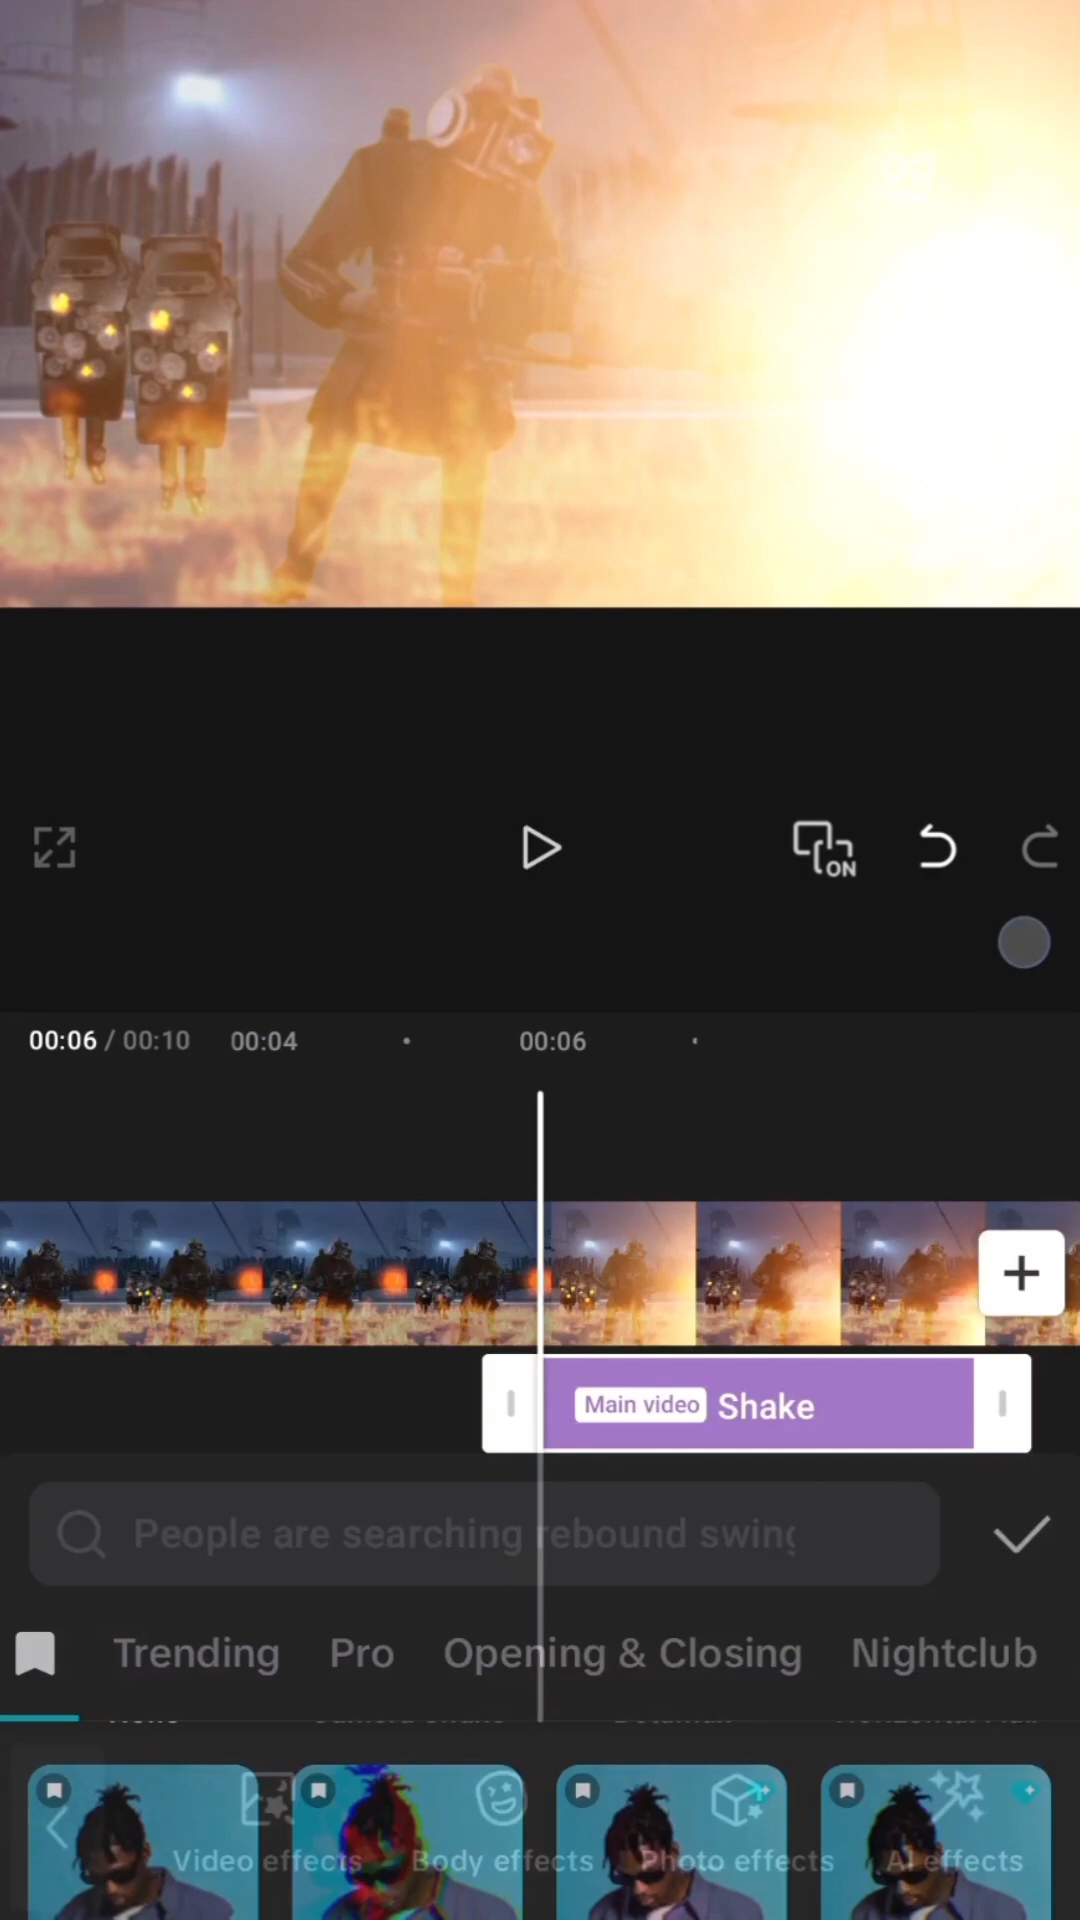 ON
00:06 / 00:10 00:04 00:06
Main video Shake
People are searching rebound swing
Trending Pro Opening & Closing Nightclub
Video effects Body effects Photo effects AI effects